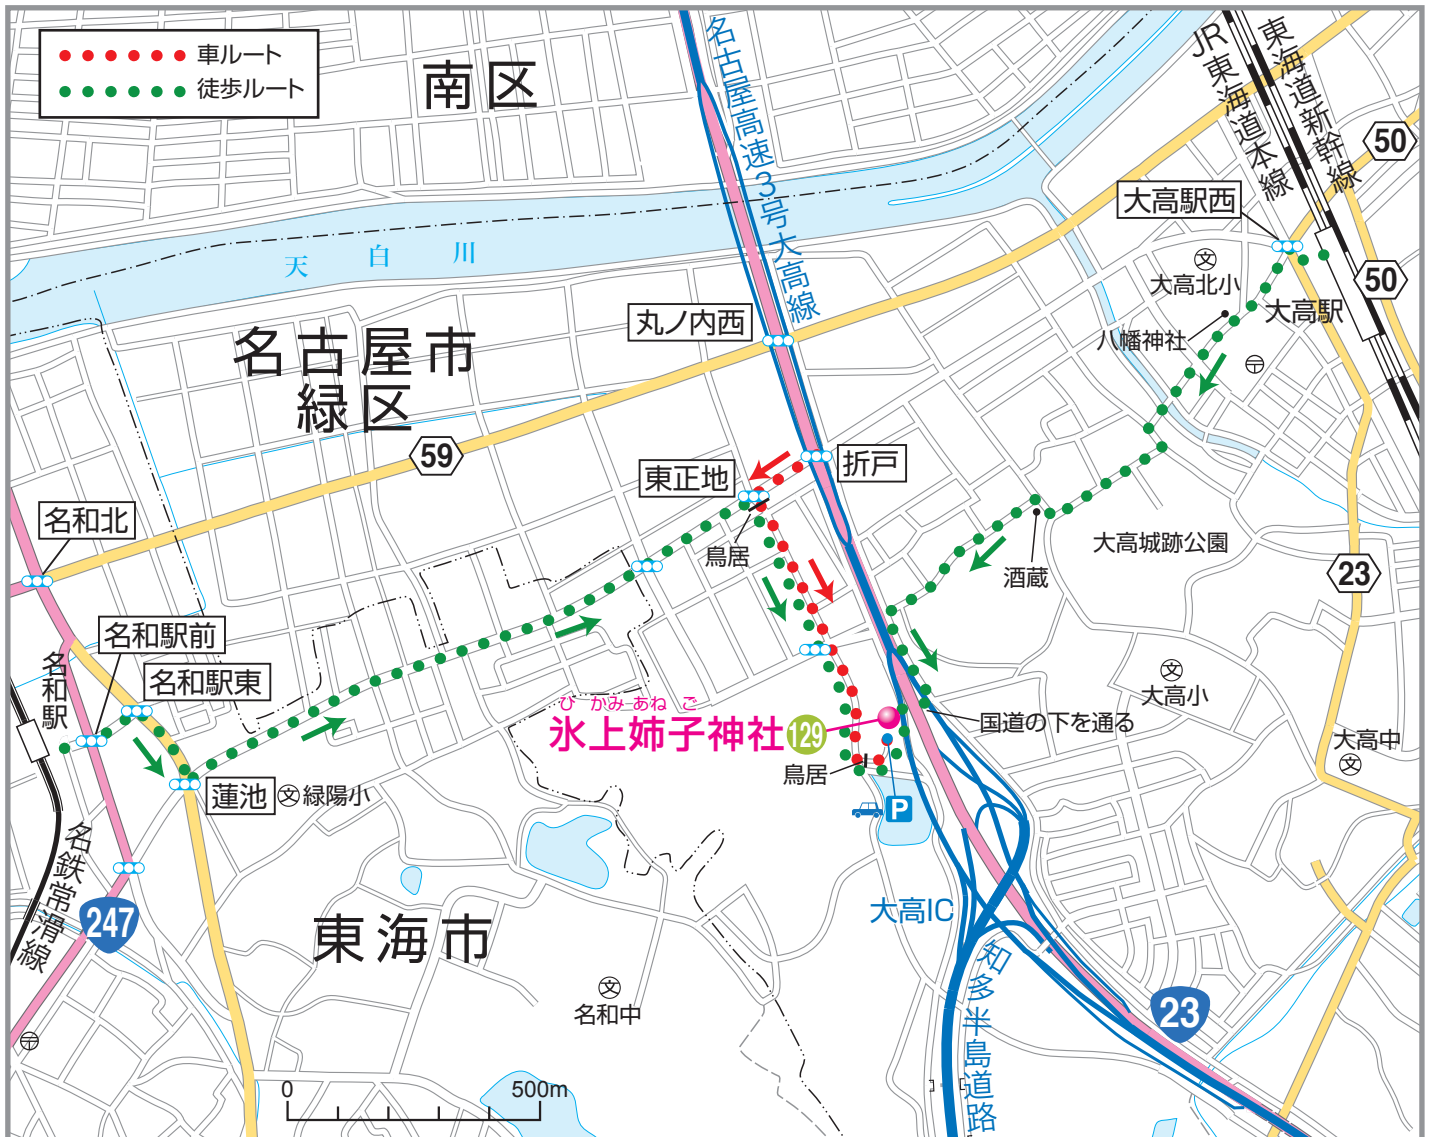 車ルート
徒歩ルート
南区
名古屋高速3号大高線
JR東海道本線
東海道新幹線
50
大高駅西
文
大高北小
50
大高駅
八幡神社
天白川
丸ノ内西
名古屋市
緑区
59
東正地
折戸
鳥居
名和北
酒蔵
大高城跡公園
23
名和駅前
名和駅
名和駅東
文
大高小
ひかみあねご
氷上姉子神社
129
国道の下を通る
大高中
文
鳥居
蓮池
文
緑陽小
P
名鉄常滑線
247
東海市
大高IC
知多半島道路
文
名和中
23
0
500m